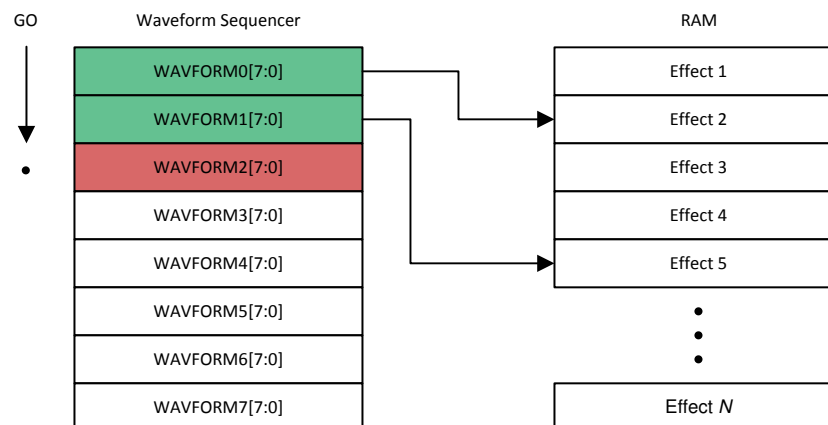 GO
Waveform Sequencer
WAVFORM0[7:0]
WAVFORM1[7:0]
WAVFORM2[7:0]
WAVFORM3[7:0]
WAVFORM4[7:0]
WAVFORM5[7:0]
WAVFORM6[7:0]
WAVFORM7[7:0]
RAM
Effect 1
Effect 2
Effect 3
Effect 4
Effect 5
Effect N